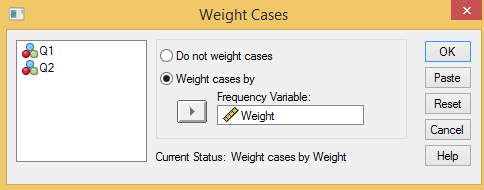 Weight Cases
Q1
Q2
Do not weight cases
Weight cases by
Frequency Variable:
Weight
Current Status: Weight cases by Weight
OK
Paste
Reset
Cancel
Help